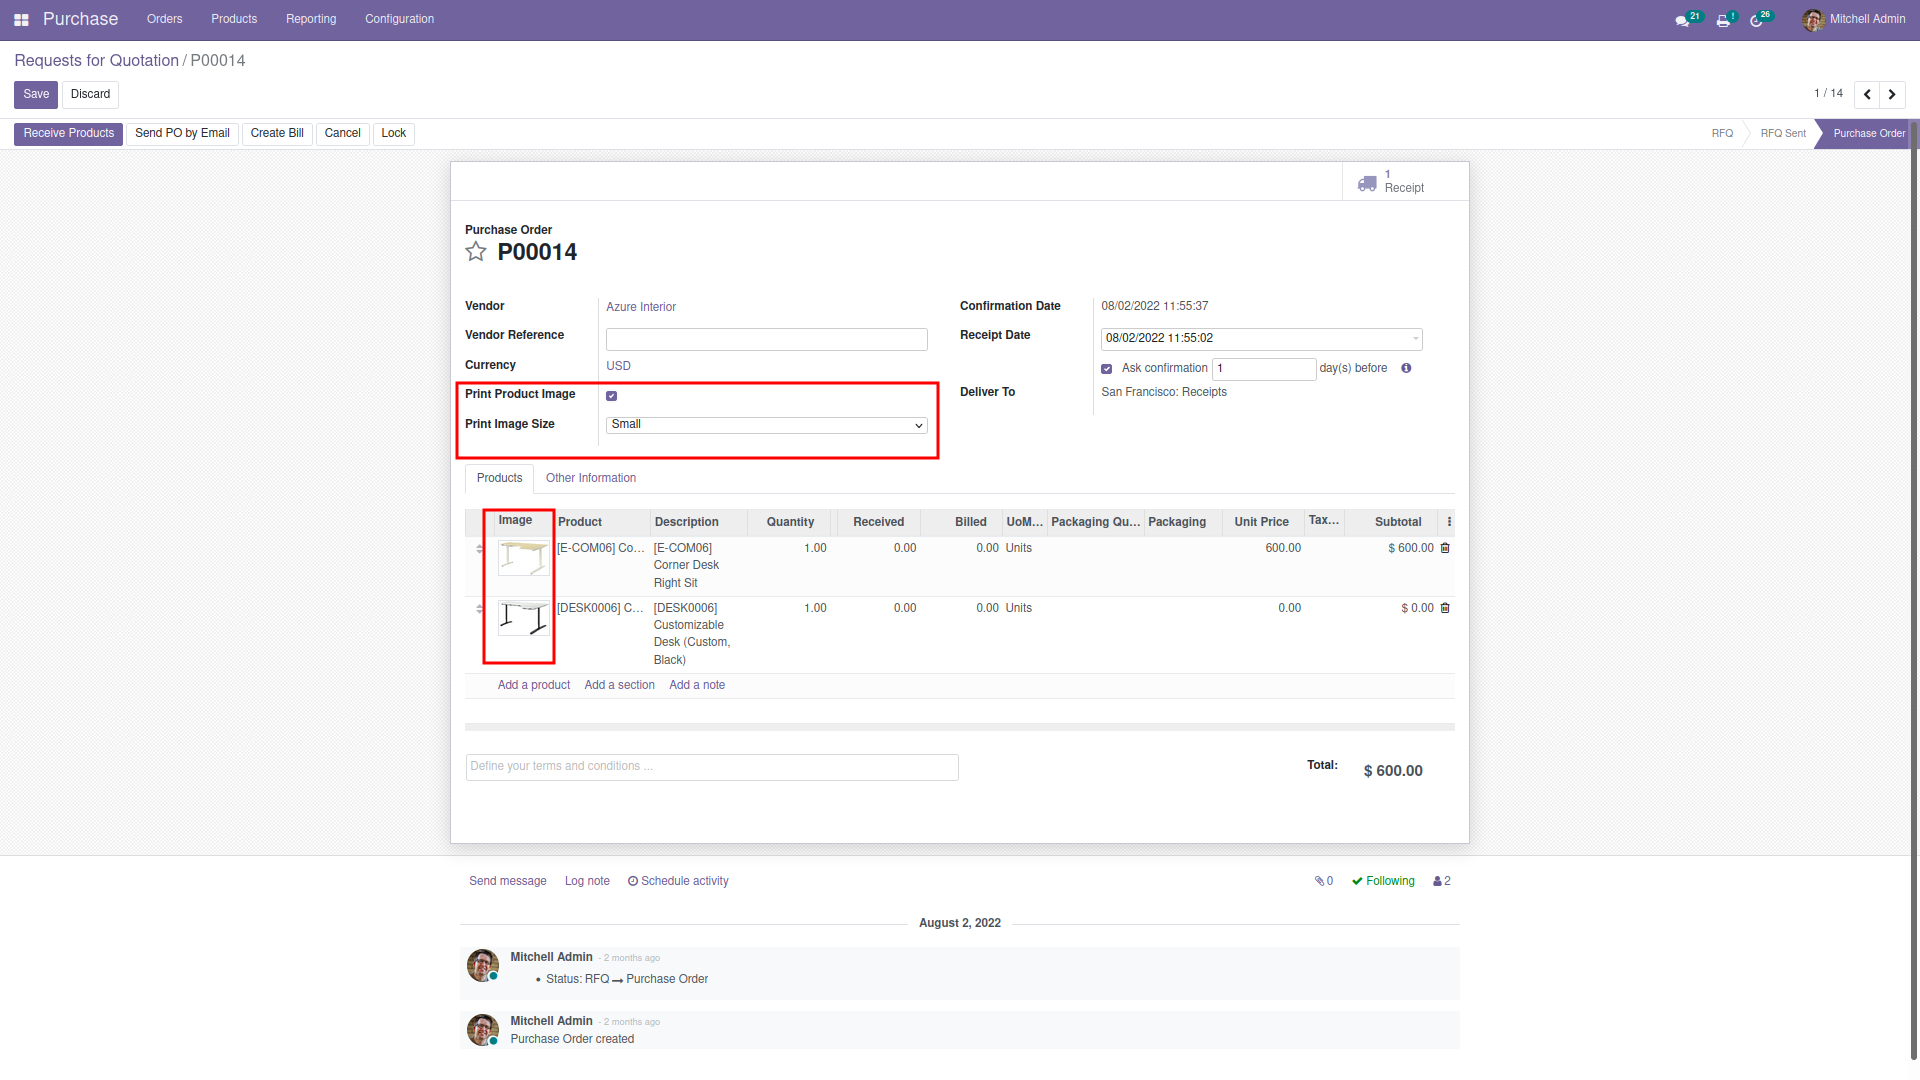 Purchase Orders Products Reporting Configuration 21 ! 26 Mitchell Admin
Requests for Quotation / P00014
Save Discard 1 / 14
Receive Products Send PO by Email Create Bill Cancel Lock RFQ RFQ Sent Purchase Order
1
Receipt
Purchase Order
P00014
Vendor Azure Interior Confirmation Date 08/02/2022 11:55:37
Vendor Reference Receipt Date 08/02/2022 11:55:02
Currency USD Ask confirmation 1 day(s) before
Print Product Image Deliver To San Francisco: Receipts
Print Image Size Small
Products Other Information
Image Product Description Quantity Received Billed UoM... Packaging Qu... Packaging Unit Price Tax... Subtotal
[E-COM06] Co... [E-COM06] 1.00 0.00 0.00 Units 600.00 $ 600.00
Corner Desk
Right Sit
[DESK0006] C... [DESK0006] 1.00 0.00 0.00 Units 0.00 $ 0.00
Customizable
Desk (Custom,
Black)
Add a product Add a section Add a note
Define your terms and conditions ... Total: $ 600.00
Send message Log note Schedule activity 0 Following 2
August 2, 2022
Mitchell Admin - 2 months ago
• Status: RFQ → Purchase Order
Mitchell Admin - 2 months ago
Purchase Order created